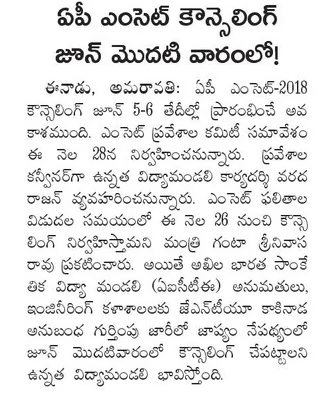 ఏపీ ఎంసెట్ కౌన్సెలింగ్
జూన్ మొదటి వారంలో!
ఈనాడు, అమరావతి: ఏపీ ఎంసెట్-2018
కౌన్సెలింగ్ జూన్ 5-6 తేదీల్లో ప్రారంభించే అవ
కాశముంది. ఎంసెట్ ప్రవేశాల కమిటీ సమావేశం
ఈ నెల 28న నిర్వహించనున్నారు. ప్రవేశాల
కన్వీనర్‌గా ఉన్నత విద్యామండలి కార్యదర్శి వరద
రాజన్ వ్యవహరించనున్నారు. ఎంసెట్ ఫలితాల
విడుదల సమయంలో ఈ నెల 26 నుంచి కౌన్సె
లింగ్ నిర్వహిస్తామని మంత్రి గంటా శ్రీనివాస
రావు ప్రకటించారు. అయితే అఖిల భారత సాంకే
తిక విద్యా మండలి (ఏఐసీటీఈ) అనుమతులు,
ఇంజినీరింగ్ కళాశాలలకు జేఎన్‌టీయూ కాకినాడ
అనుబంధ గుర్తింపు జారీలో జాప్యం నేపథ్యంలో
జూన్ మొదటివారంలో కౌన్సెలింగ్ చేపట్టాలని
ఉన్నత విద్యామండలి భావిస్తోంది.